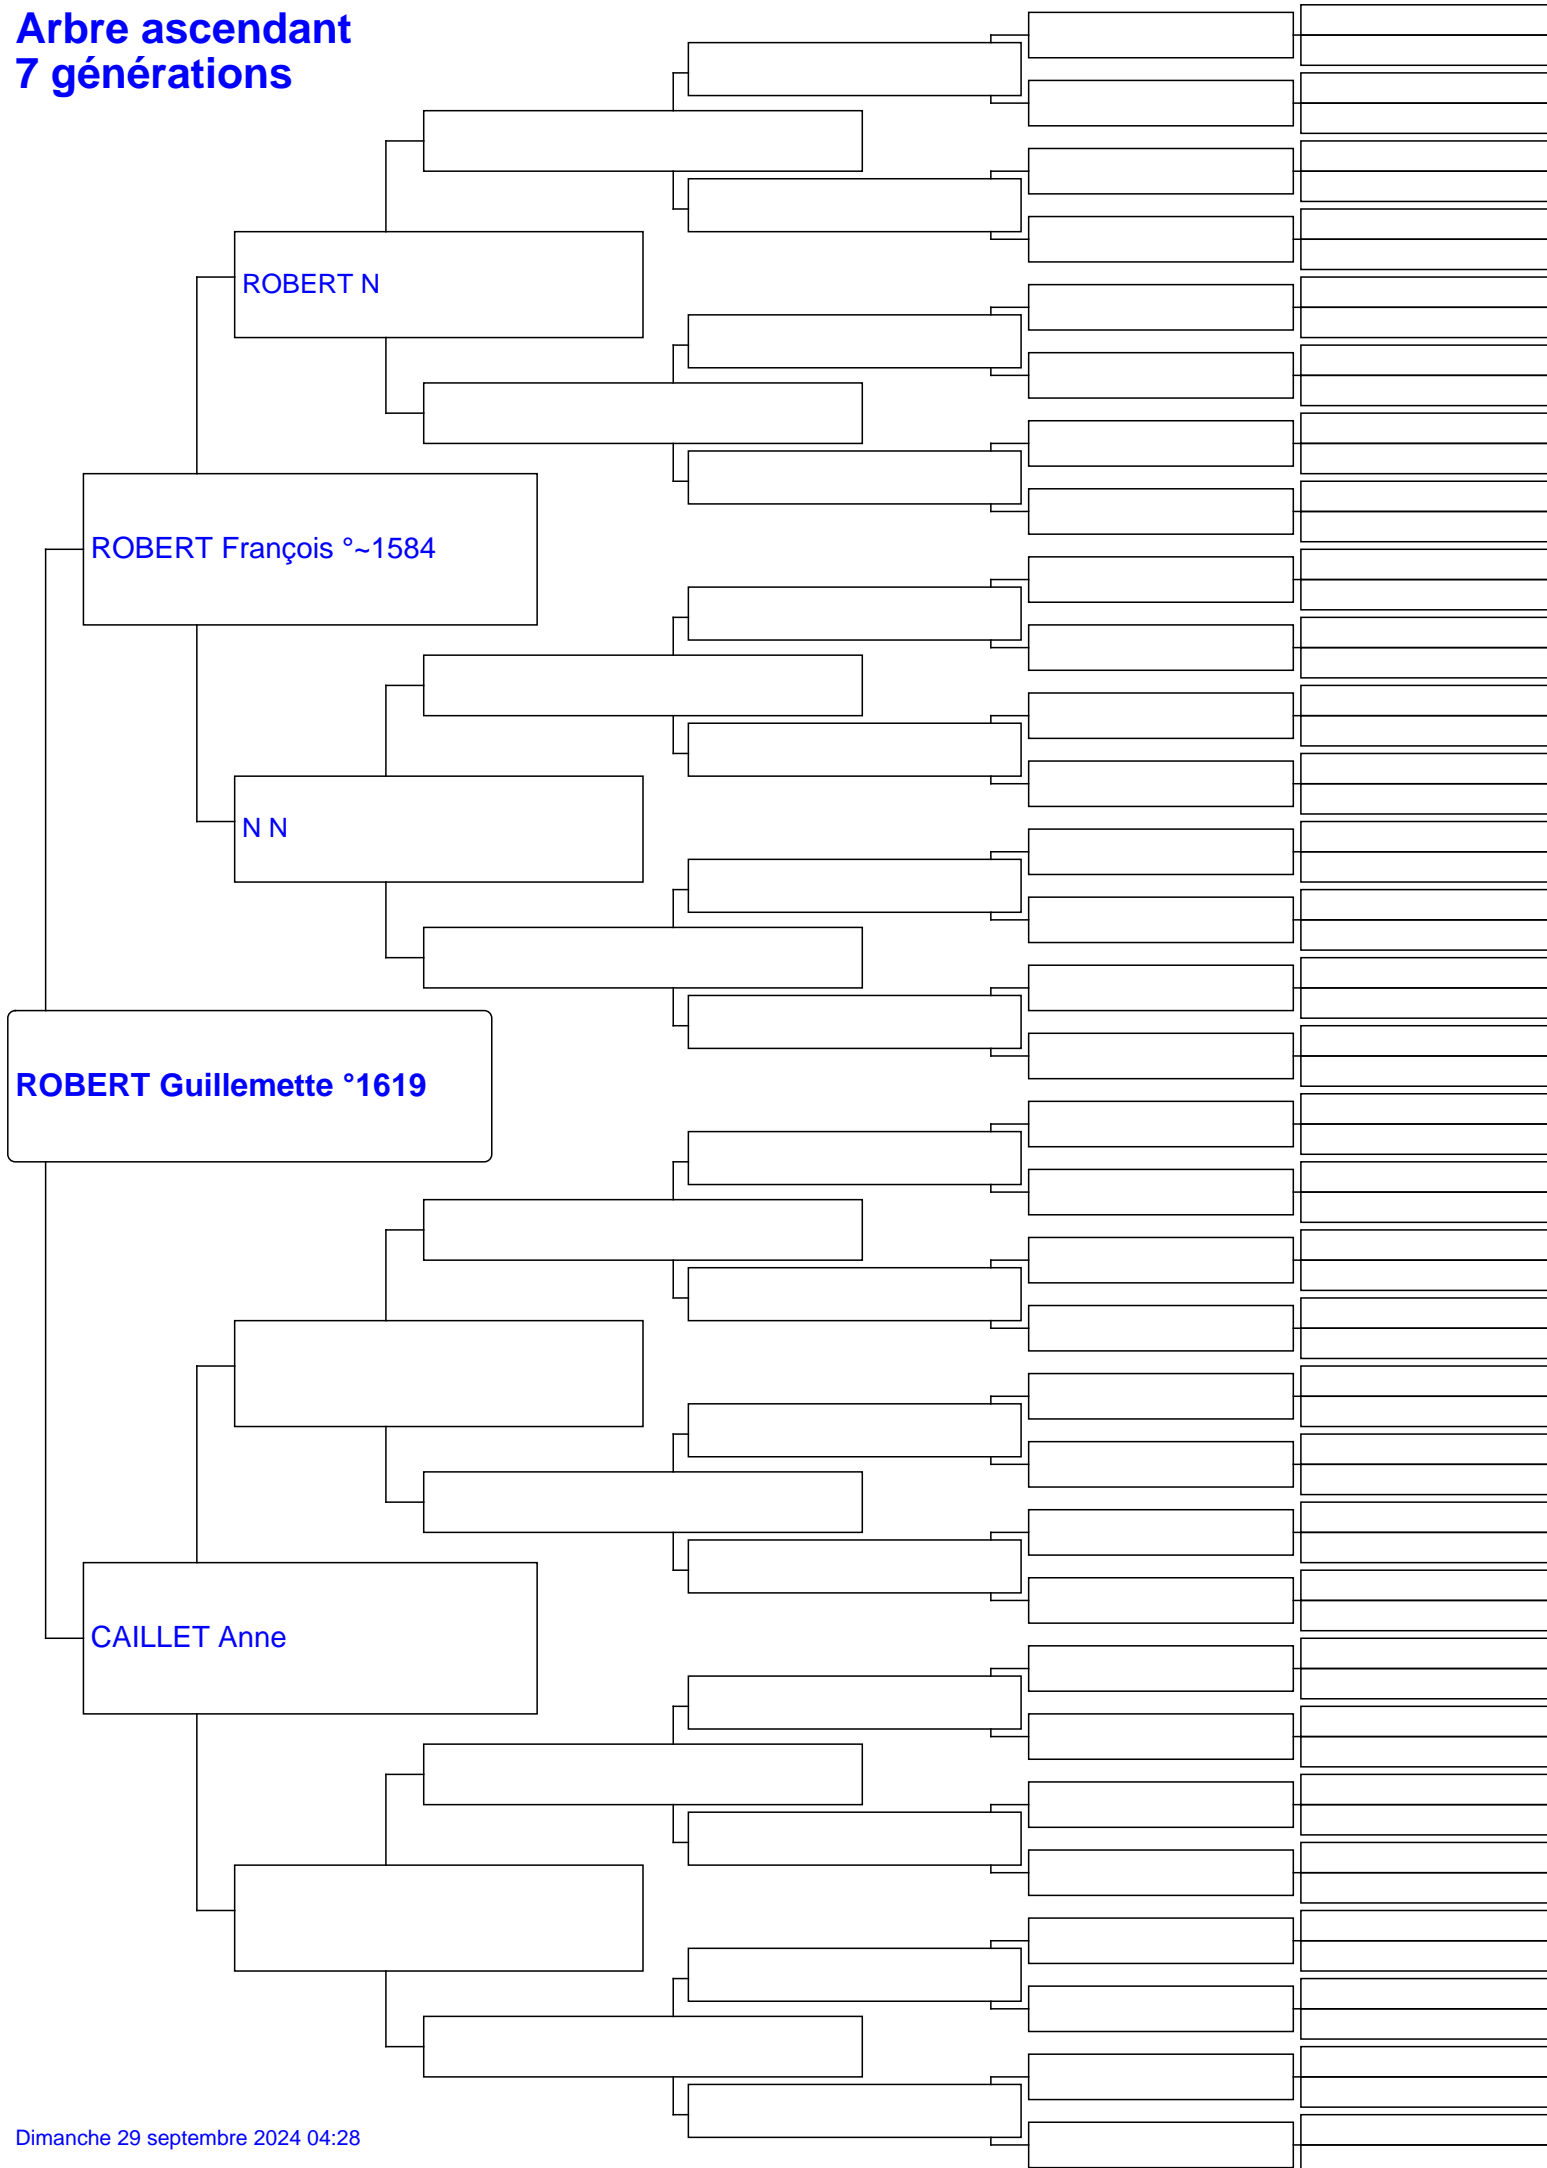 Arbre ascendant
7 générations
ROBERT N
ROBERT François °~1584
N N
ROBERT Guillemette °1619
CAILLET Anne
Dimanche 29 septembre 2024 04:28